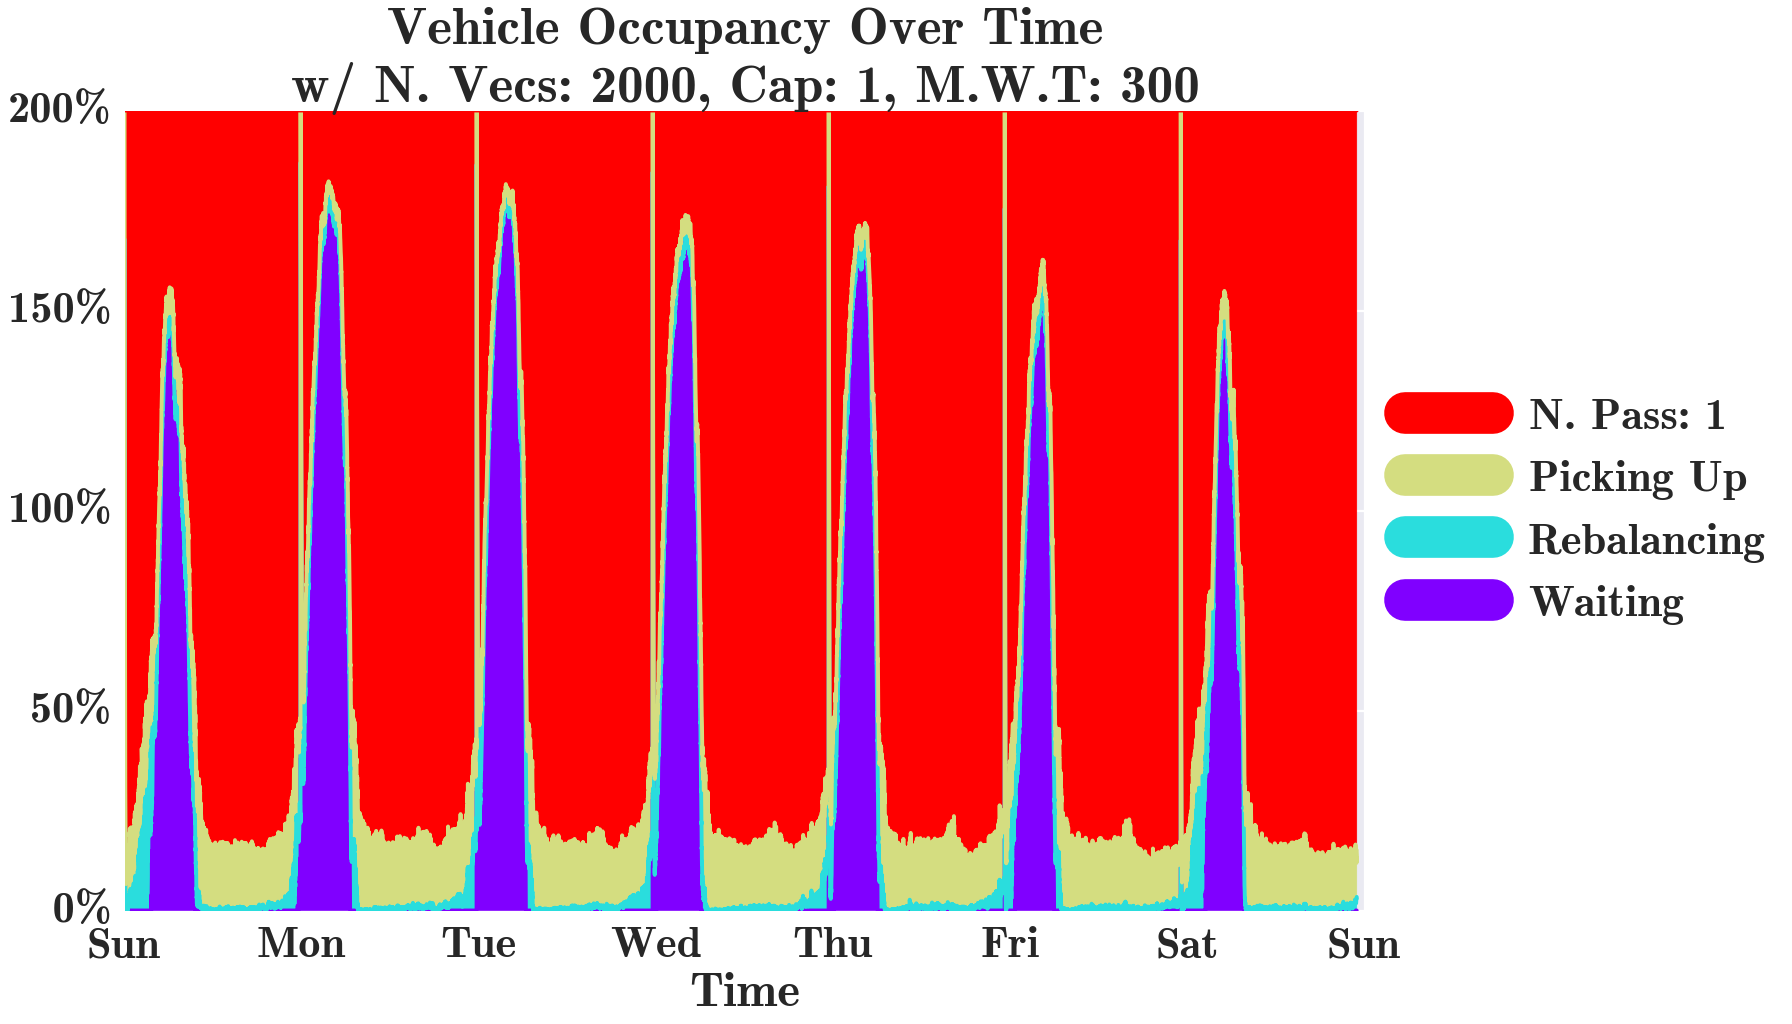 Vehicle Occupancy Over Time
w/ N. Vecs: 2000, Cap: 1, M.W.T: 300
200%
150%
100%
50%
0%
Sun Mon Tue Wed Thu Fri Sat Sun
Time
N. Pass: 1
Picking Up
Rebalancing
Waiting